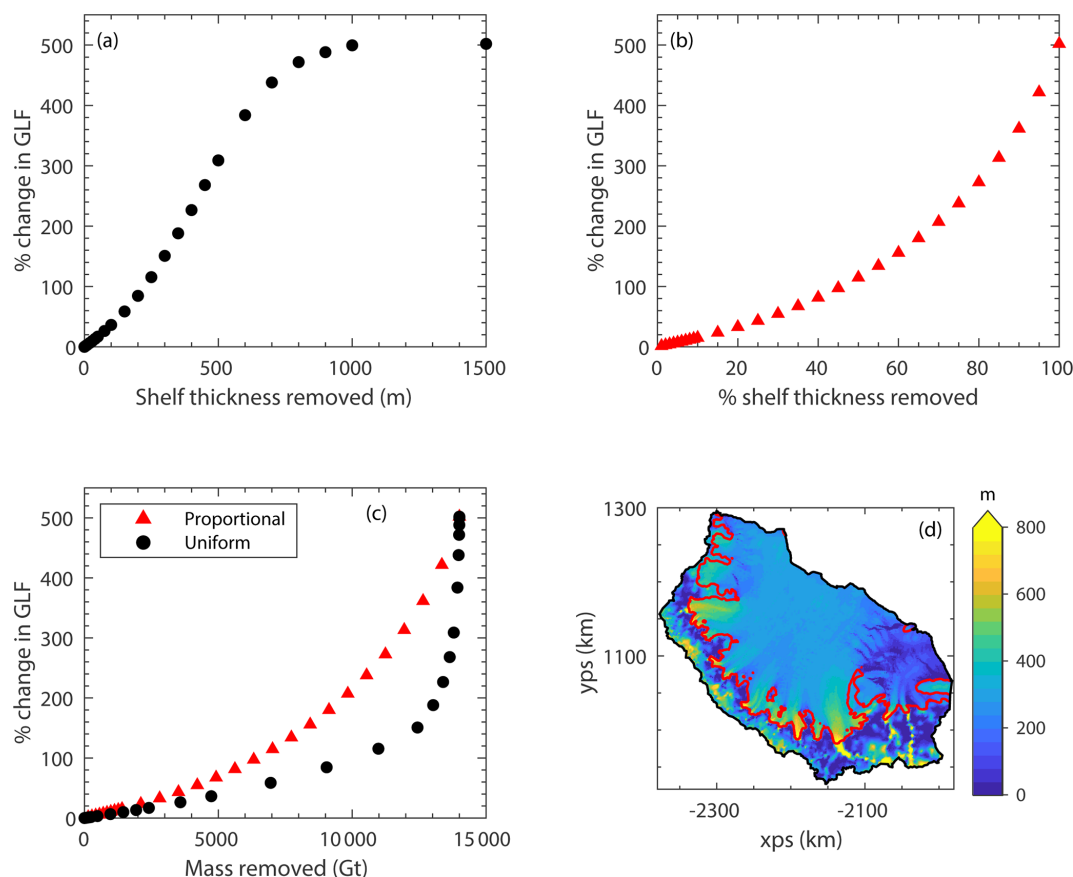 (a)
% change in GLF
500
400
300
200
100
0
0
500
1000
1500
Shelf thickness removed (m)
(b)
% change in GLF
500
400
300
200
100
0
0
20
40
60
80
100
% shelf thickness removed
(c)
Proportional
Uniform
% change in GLF
500
400
300
200
100
0
0
5000
10 000
15 000
Mass removed (Gt)
(d)
yps (km)
1300
1100
-2300
-2100
xps (km)
m
800
600
400
200
0